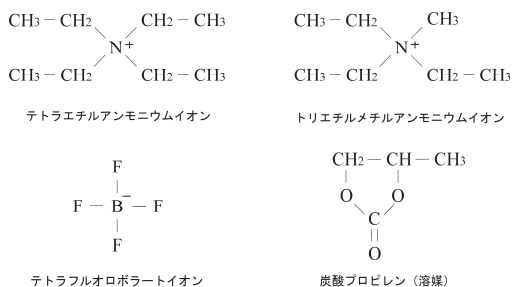 CH3 − CH2 CH2 − CH3
N+
CH3 − CH2 CH2 − CH3
テトラエチルアンモニウムイオン
CH3 − CH2 CH3
N+
CH3 − CH2 CH2 − CH3
トリエチルメチルアンモニウムイオン
F
F − B− − F
F
テトラフルオロボラートイオン
CH2 − CH − CH3
O O
C
O
炭酸プロピレン（溶媒）